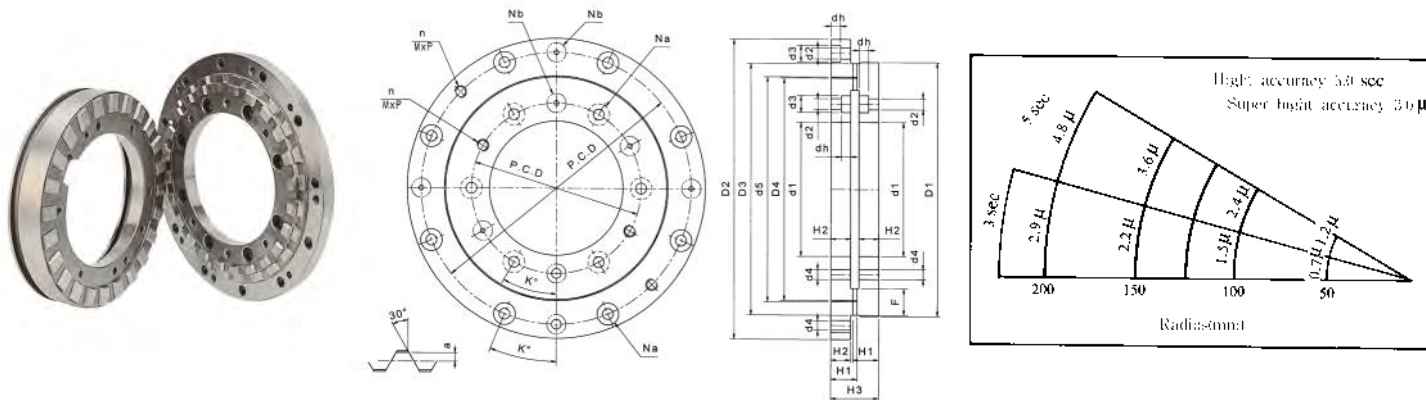 Nb
Nb
Na
n
MxP
n
MxP
P.C.D
P.C.D
K°
K°
Na
30°
a
dh
dh
d3
d2
d3
d2
d2
dh
D2
D3
d5
D4
d1
d1
D1
H2
H2
d4
d4
d4
F
H2
H1
H1
H3
Hight accuracy 5.0 sec
Super hight accuracy 3.0 μ
5 sec
4.8 μ
3.6 μ
2.4 μ
1.2 μ
3 sec
2.9 μ
2.2 μ
1.5 μ
0.7 μ
200
150
100
50
Radias(mm)